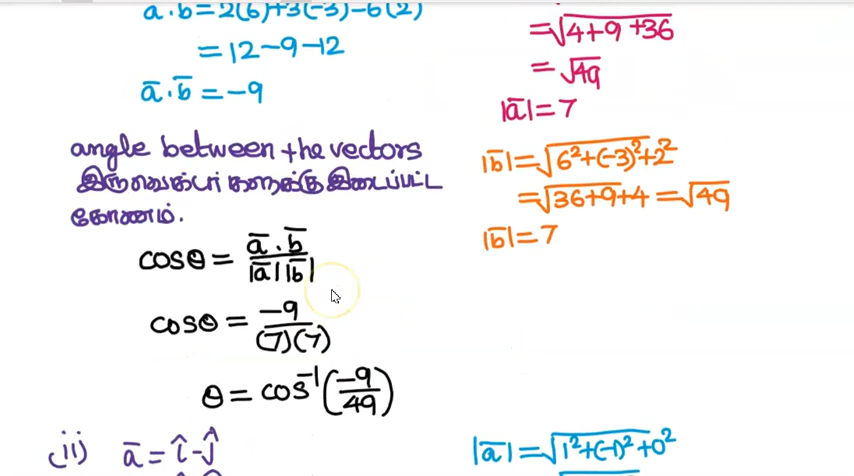 a̅.b̅ = 2(6)+3(-3)-6(2)
= 12-9-12
a̅.b̅ = -9
angle between the vectors
இரு வெக்டர்களுக்கு இடைப்பட்ட
கோணம்.
cosθ = a̅.b̅ / |a̅| |b̅|
cosθ = -9 / (7)(7)
θ = cos⁻¹(-9/49)
(ii) a̅ = î-ĵ
= √4+9+36
= √49
|a̅| = 7
|b̅| = √6²+(-3)²+2²
= √36+9+4 = √49
|b̅| = 7
|a̅| = √1²+(-1)²+0²